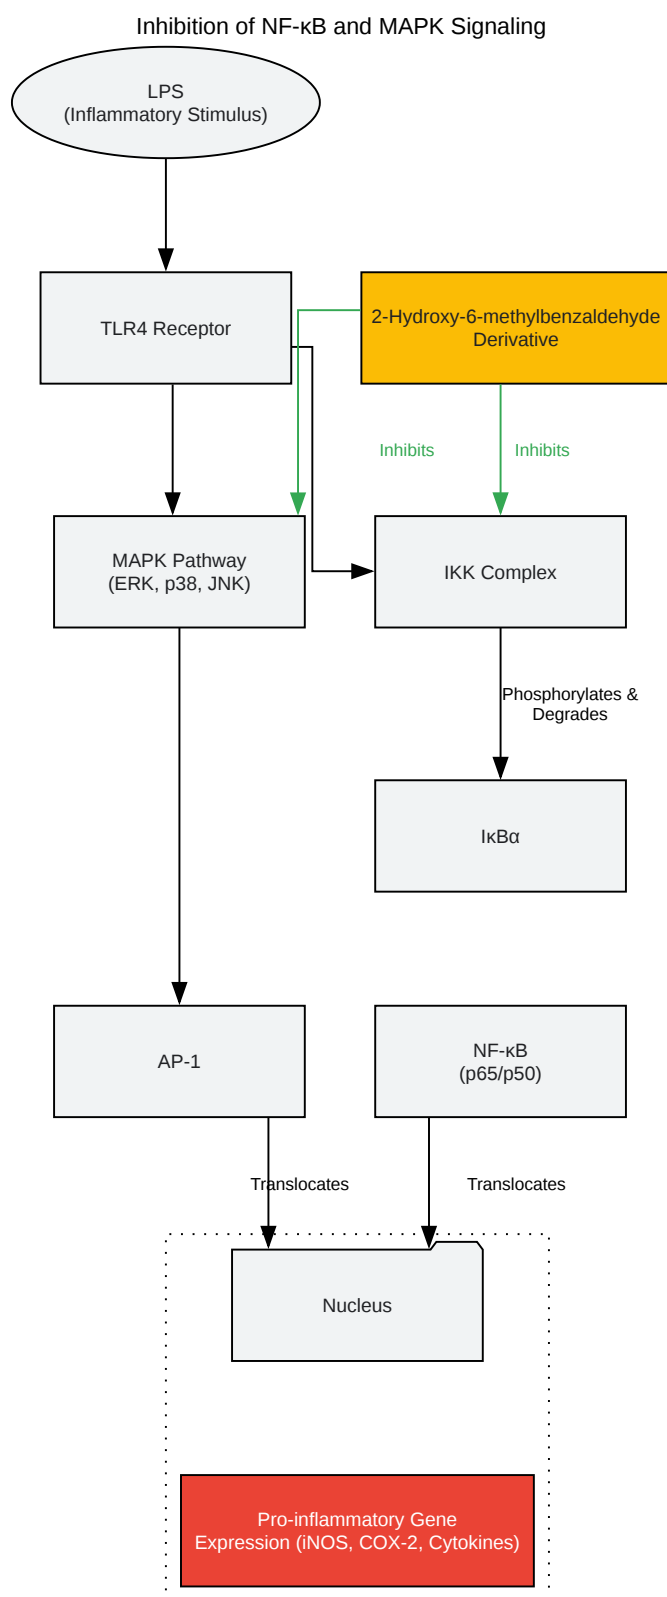 Inhibition of NF-κB and MAPK Signaling
LPS
(Inflammatory Stimulus)
TLR4 Receptor
2-Hydroxy-6-methylbenzaldehyde
Derivative
Inhibits
Inhibits
MAPK Pathway
(ERK, p38, JNK)
IKK Complex
Phosphorylates &
Degrades
IκBα
AP-1
NF-κB
(p65/p50)
Translocates
Translocates
Nucleus
Pro-inflammatory Gene
Expression (iNOS, COX-2, Cytokines)